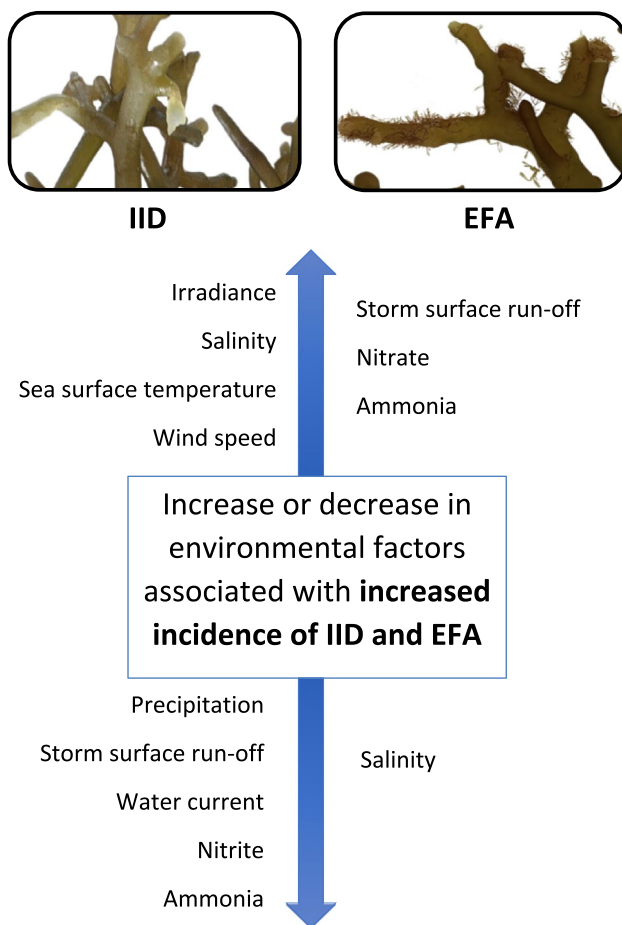 IID
EFA
Irradiance
Salinity
Sea surface temperature
Wind speed
Storm surface run-off
Nitrate
Ammonia
Increase or decrease in
environmental factors
associated with increased
incidence of IID and EFA
Precipitation
Storm surface run-off
Water current
Nitrite
Ammonia
Salinity